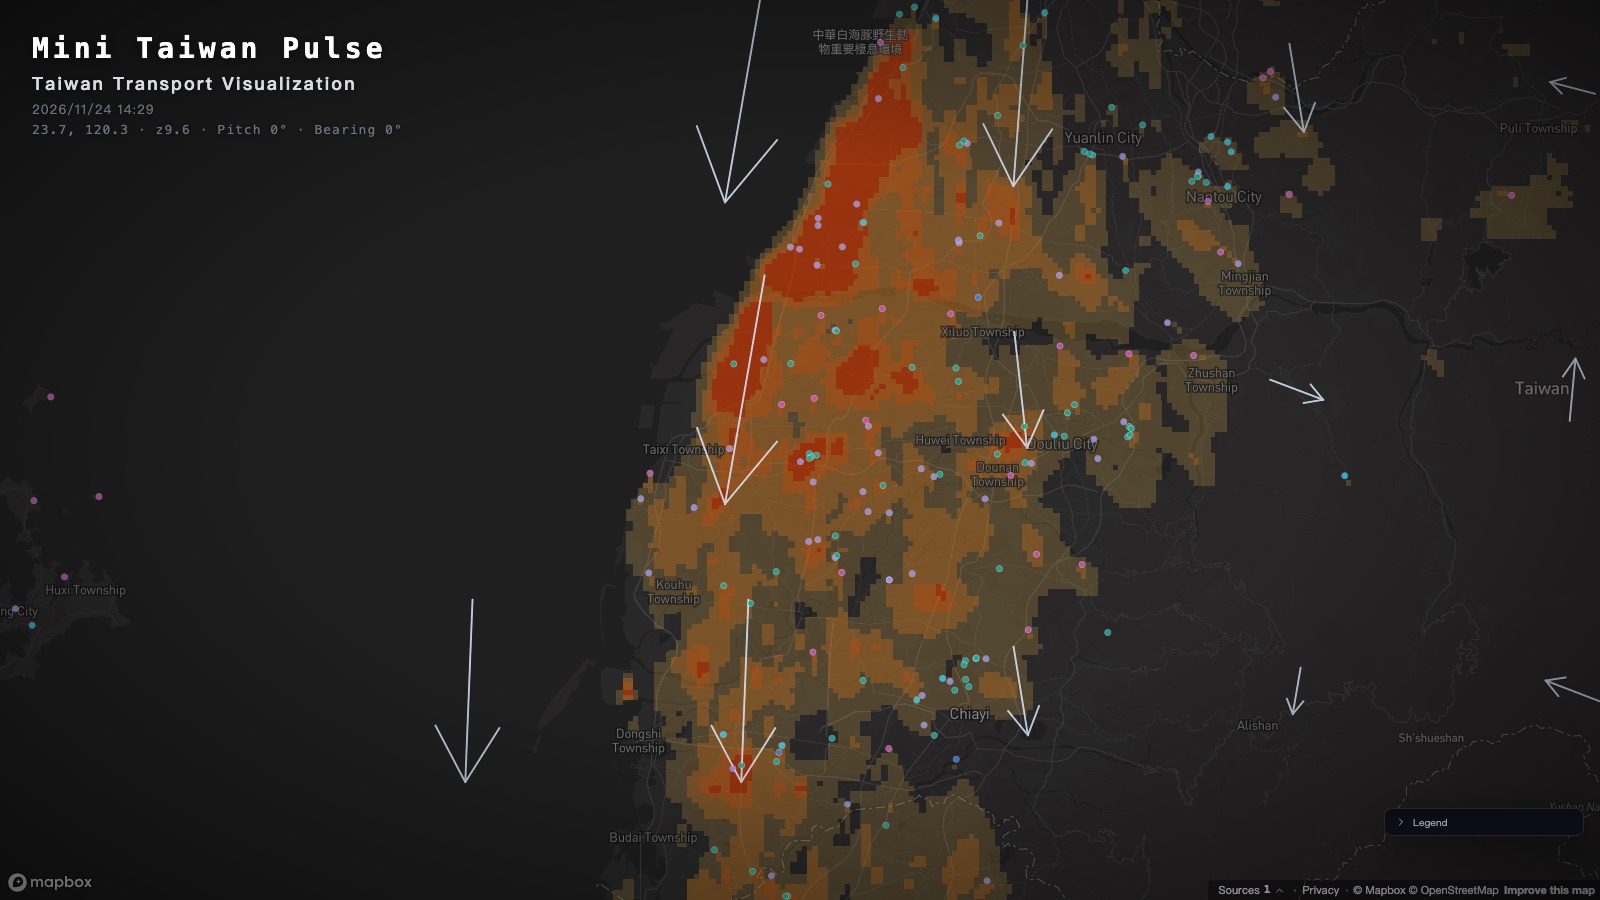 Mini Taiwan Pulse
Taiwan Transport Visualization
2026/11/24 14:29
23.7, 120.3 · z9.6 · Pitch 0° · Bearing 0°
中華白海豚野生動
物重要棲息環境
Yuanlin City
Puli Township
Nantou City
Mingjian
Township
Xiluo Township
Zhushan
Township
Taiwan
Taixi Township
Huwei Township
Douliu City
Dounan
Township
Huxi Township
ng City
Kouhu
Township
Chiayi
Alishan
Sh'shueshan
Dongshi
Township
Budai Township
Legend
mapbox
Sources 1 · Privacy · © Mapbox © OpenStreetMap Improve this map